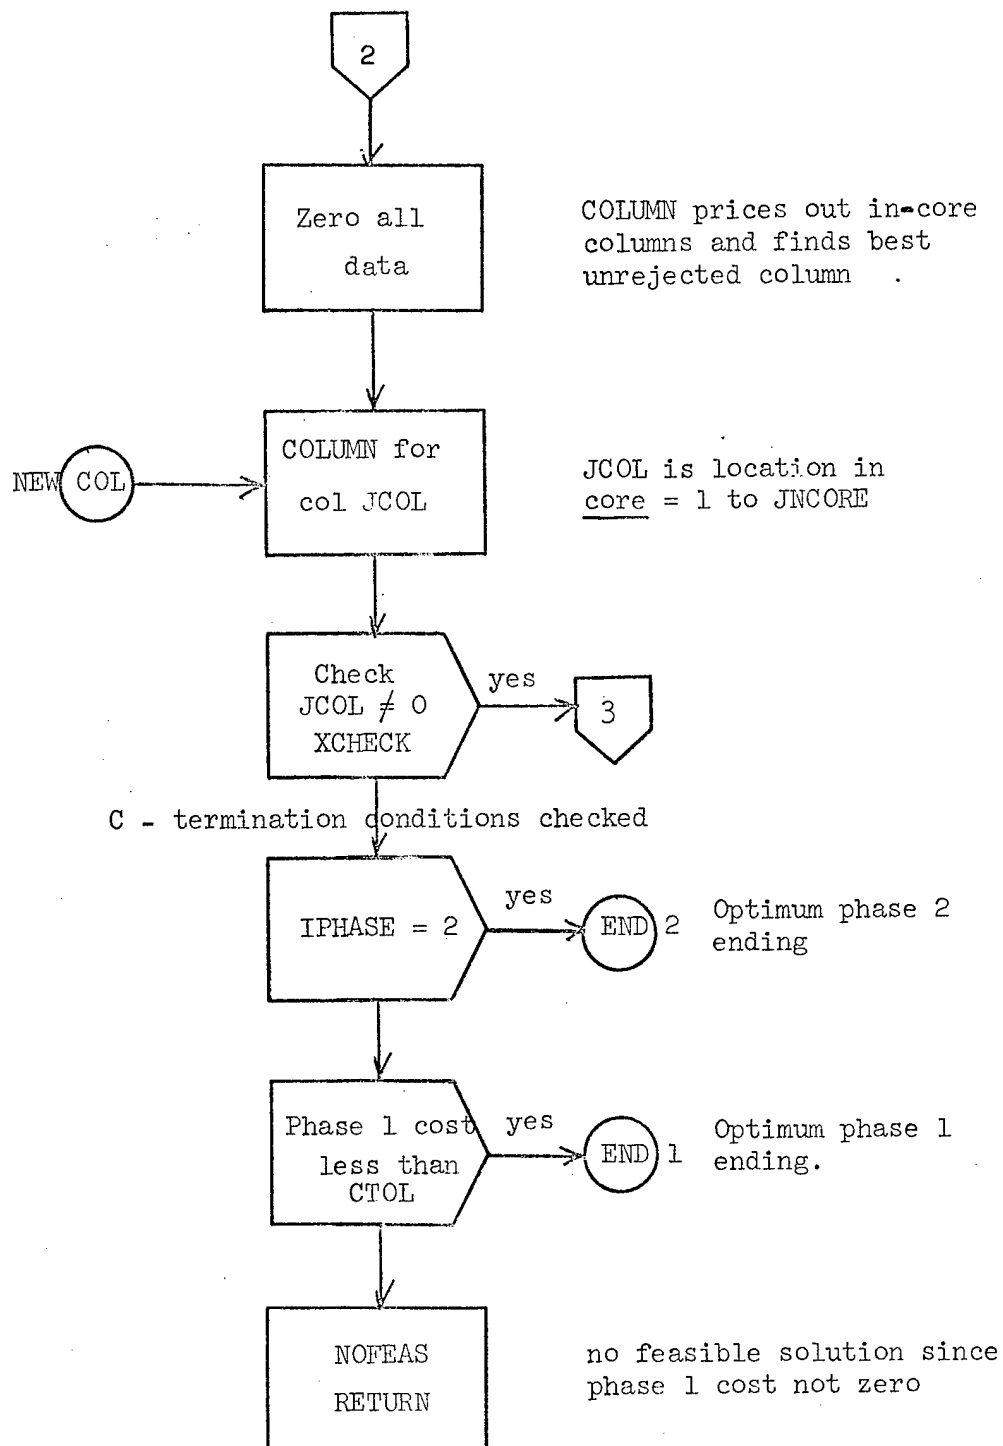 2
Zero all
data
COLUMN prices out in-core
columns and finds best
unrejected column .
NEW COL
COLUMN for
col JCOL
JCOL is location in
core = 1 to JNCORE
Check
JCOL ≠ 0
XCHECK
yes
3
C - termination conditions checked
IPHASE = 2
yes
END 2
Optimum phase 2
ending
Phase 1 cost
less than
CTOL
yes
END 1
Optimum phase 1
ending.
NOFEAS
RETURN
no feasible solution since
phase 1 cost not zero